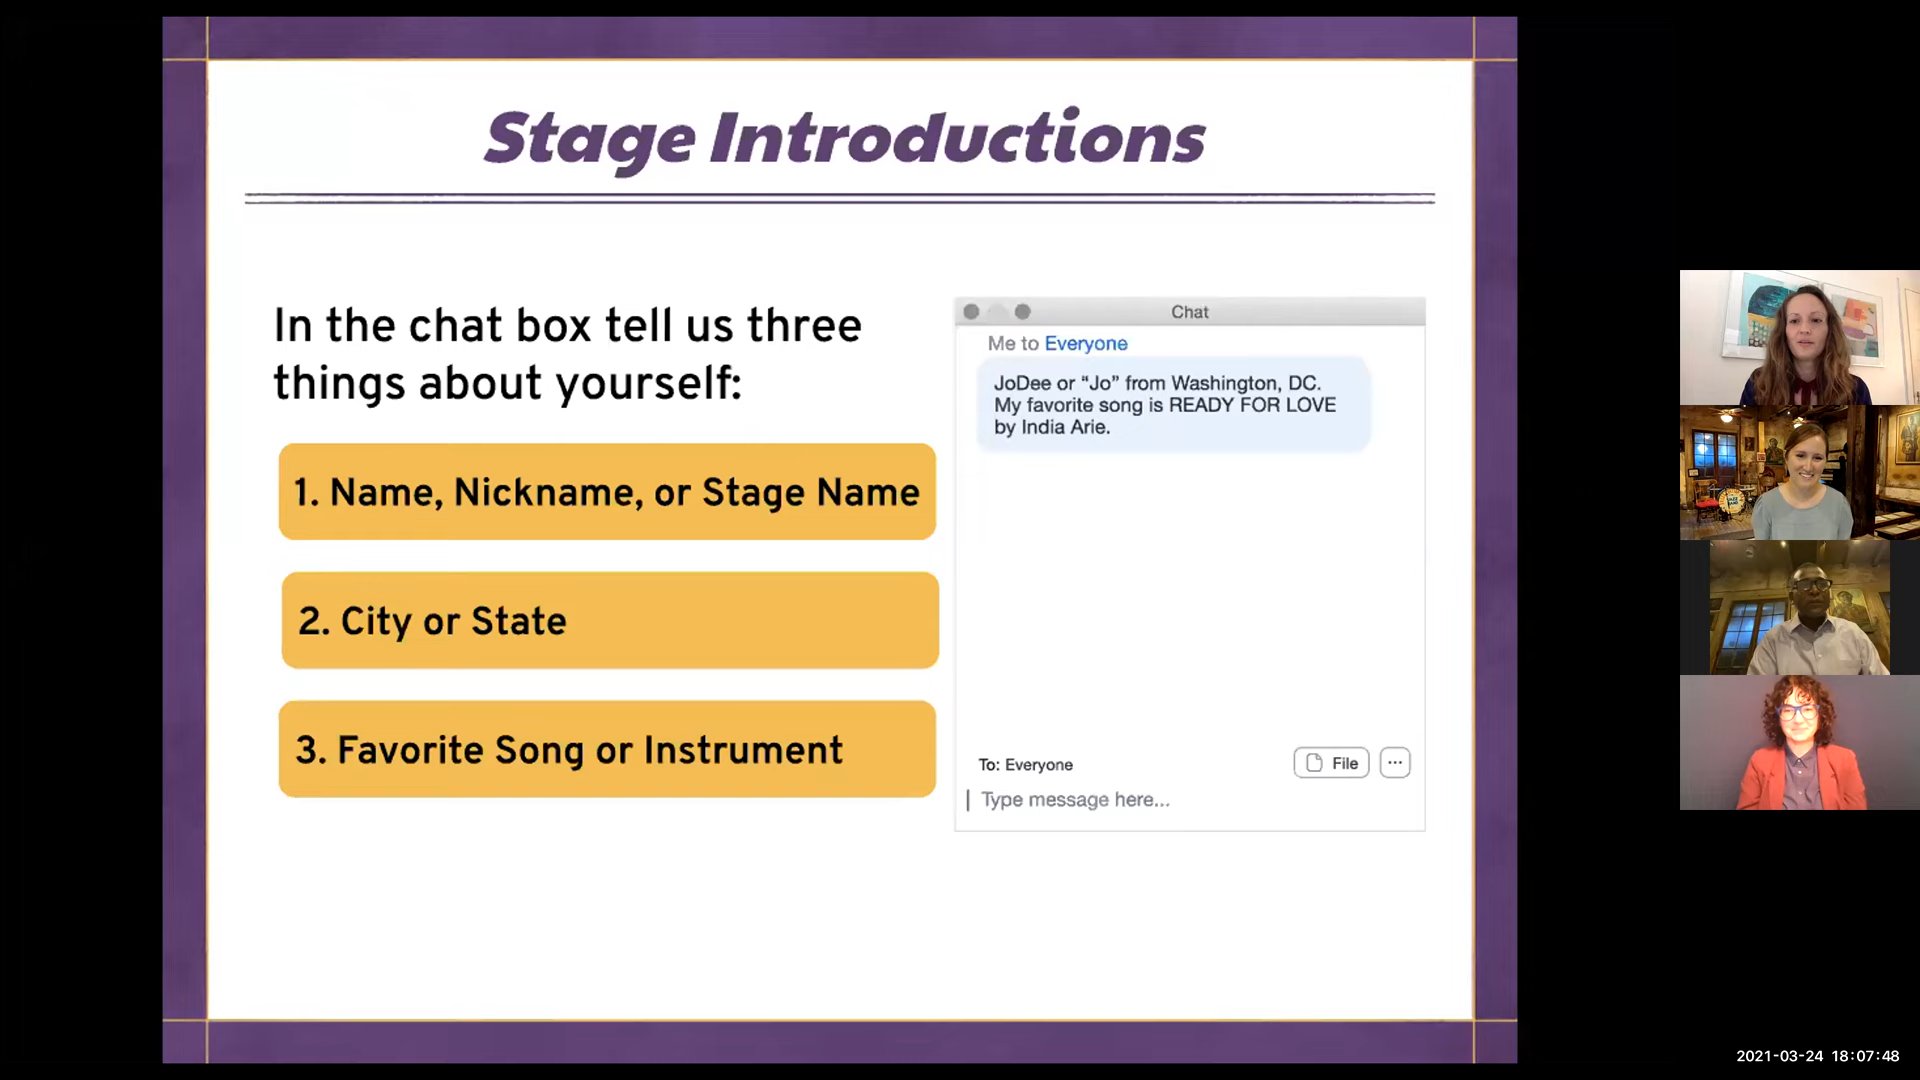 Stage Introductions
In the chat box tell us three
things about yourself:
1. Name, Nickname, or Stage Name
2. City or State
3. Favorite Song or Instrument
Chat
Me to Everyone
JoDee or “Jo” from Washington, DC.
My favorite song is READY FOR LOVE
by India Arie.
To: Everyone
File
Type message here...
2021-03-24 18:07:48